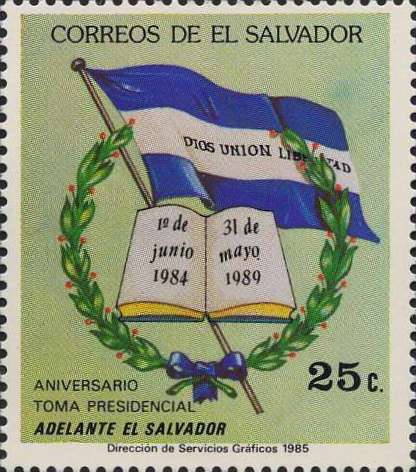 CORREOS DE EL SALVADOR
DIOS UNION LIBERTAD
1º de
junio
1984
31 de
mayo
1989
25 C.
ANIVERSARIO
TOMA PRESIDENCIAL
ADELANTE EL SALVADOR
Dirección de Servicios Gráficos 1985